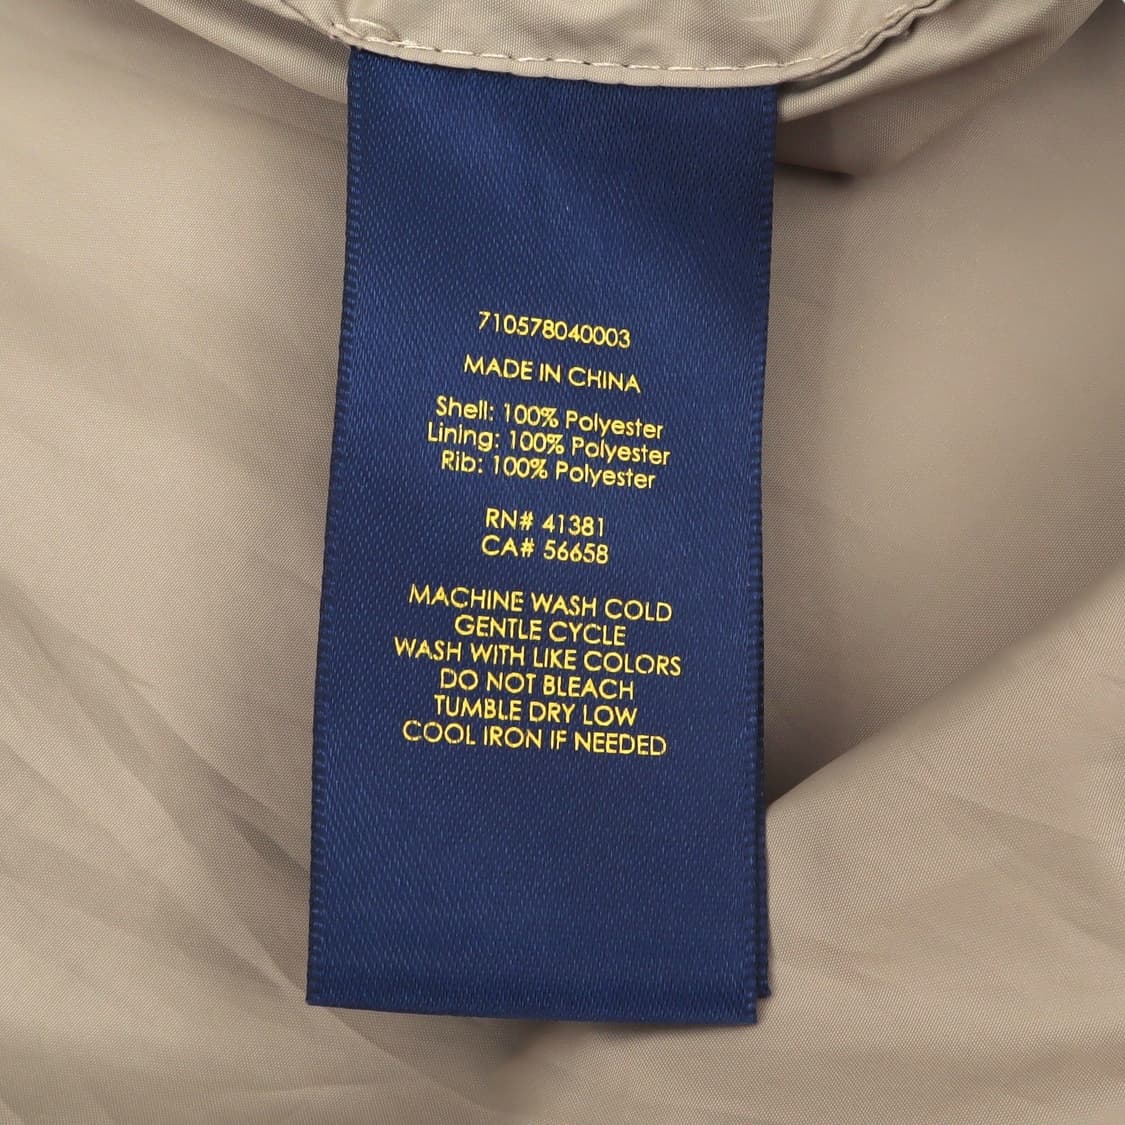 710578040003
MADE IN CHINA
Shell: 100% Polyester
Lining: 100% Polyester
Rib: 100% Polyester
RN# 41381
CA# 56658
MACHINE WASH COLD
GENTLE CYCLE
WASH WITH LIKE COLORS
DO NOT BLEACH
TUMBLE DRY LOW
COOL IRON IF NEEDED